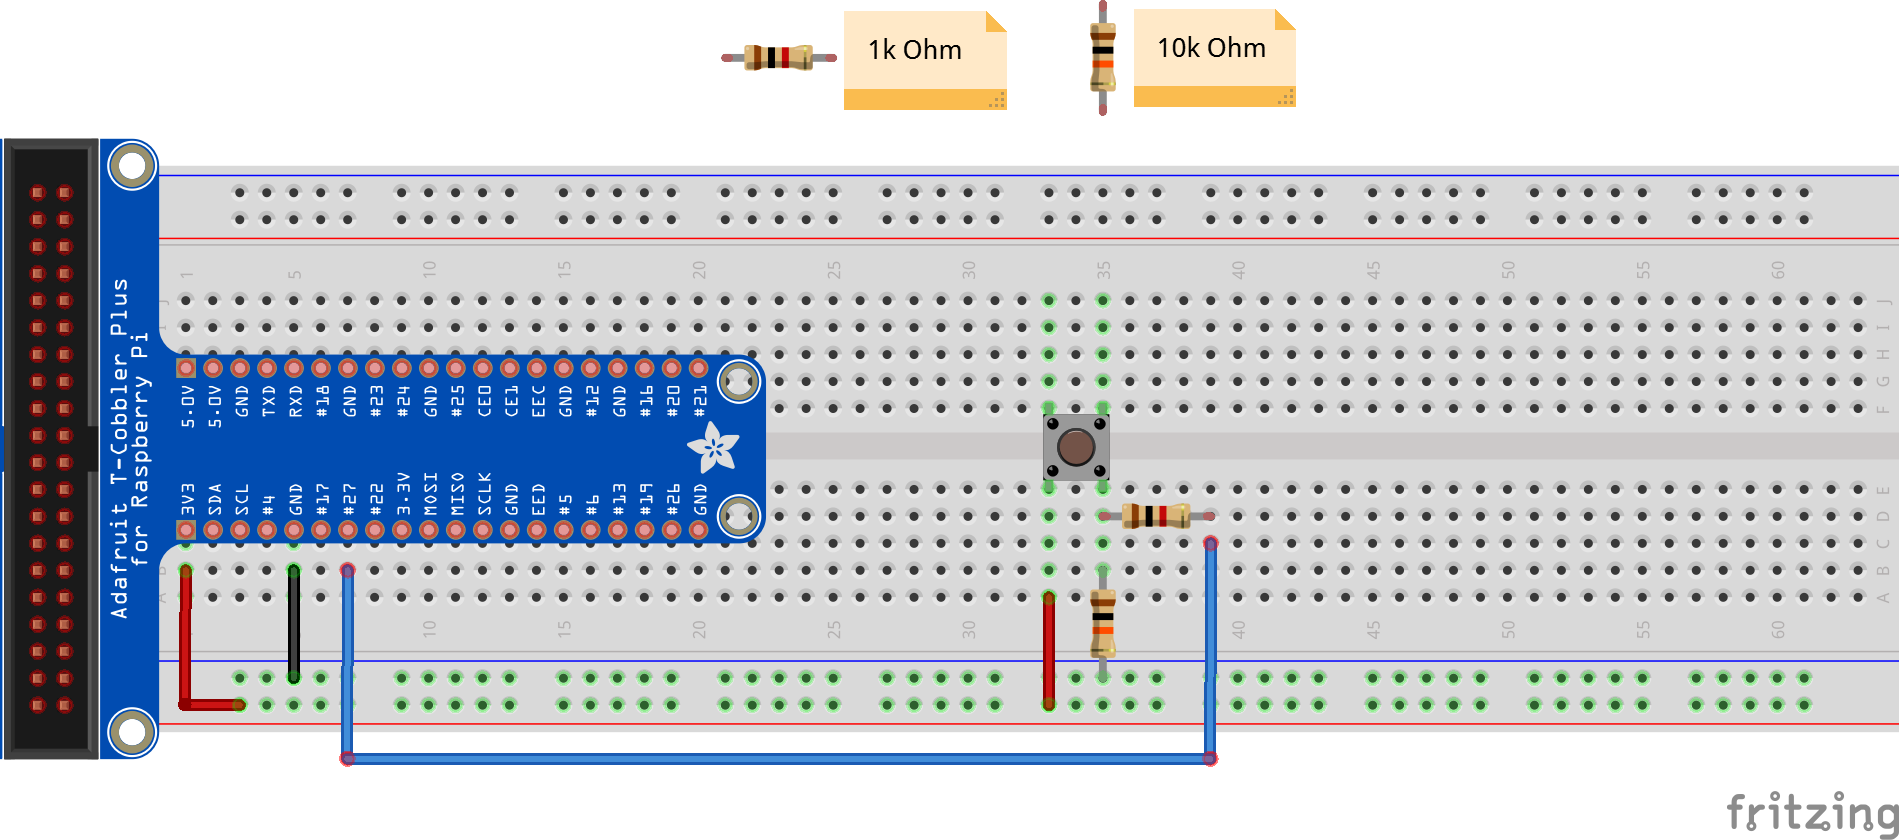 1k Ohm
10k Ohm
1 5 10 15 20 25 30 35 40 45 50 55 60
J J
I I
H
G
F
Adafruit T-Cobbler Plus
for Raspberry Pi
5.0V 5.0V GND TXD RXD #18 GND #23 #24 GND #25 CE0 CE1 EEC GND #12 GND #16 #20 #21
3V3 SDA SCL #4 GND #17 #27 #22 3.3V MOSI MISO SCLK GND EED #5 #6 #13 #19 #26 GND
E
D
C
B B
A A
10 15 20 25 30 40 45 50 55 60
fritzing